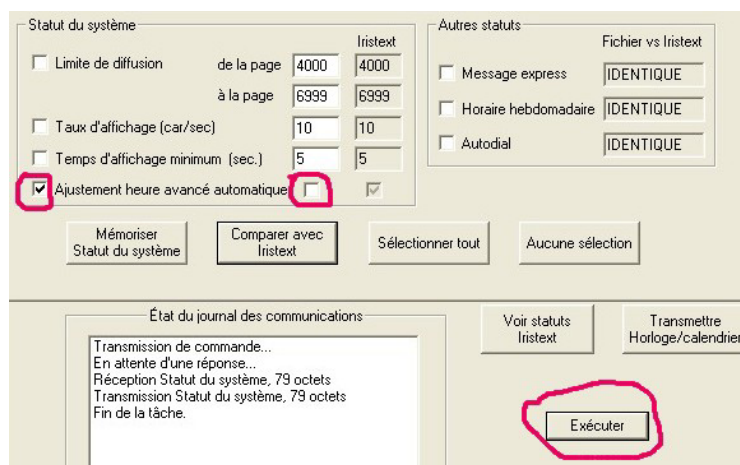 Statut du système
Iristext
Limite de diffusion de la page 4000 4000
à la page 6999 6999
Taux d'affichage (car/sec) 10 10
Temps d'affichage minimum (sec.) 5 5
Ajustement heure avancé automatique
Autres statuts
Fichier vs Iristext
Message express IDENTIQUE
Horaire hebdomadaire IDENTIQUE
Autodial IDENTIQUE
Mémoriser
Statut du système
Comparer avec
Iristext
Sélectionner tout
Aucune sélection
État du journal des communications
Transmission de commande...
En attente d'une réponse...
Réception Statut du système, 79 octets
Transmission Statut du système, 79 octets
Fin de la tâche.
Voir statuts
Iristext
Transmettre
Horloge/calendrier
Exécuter